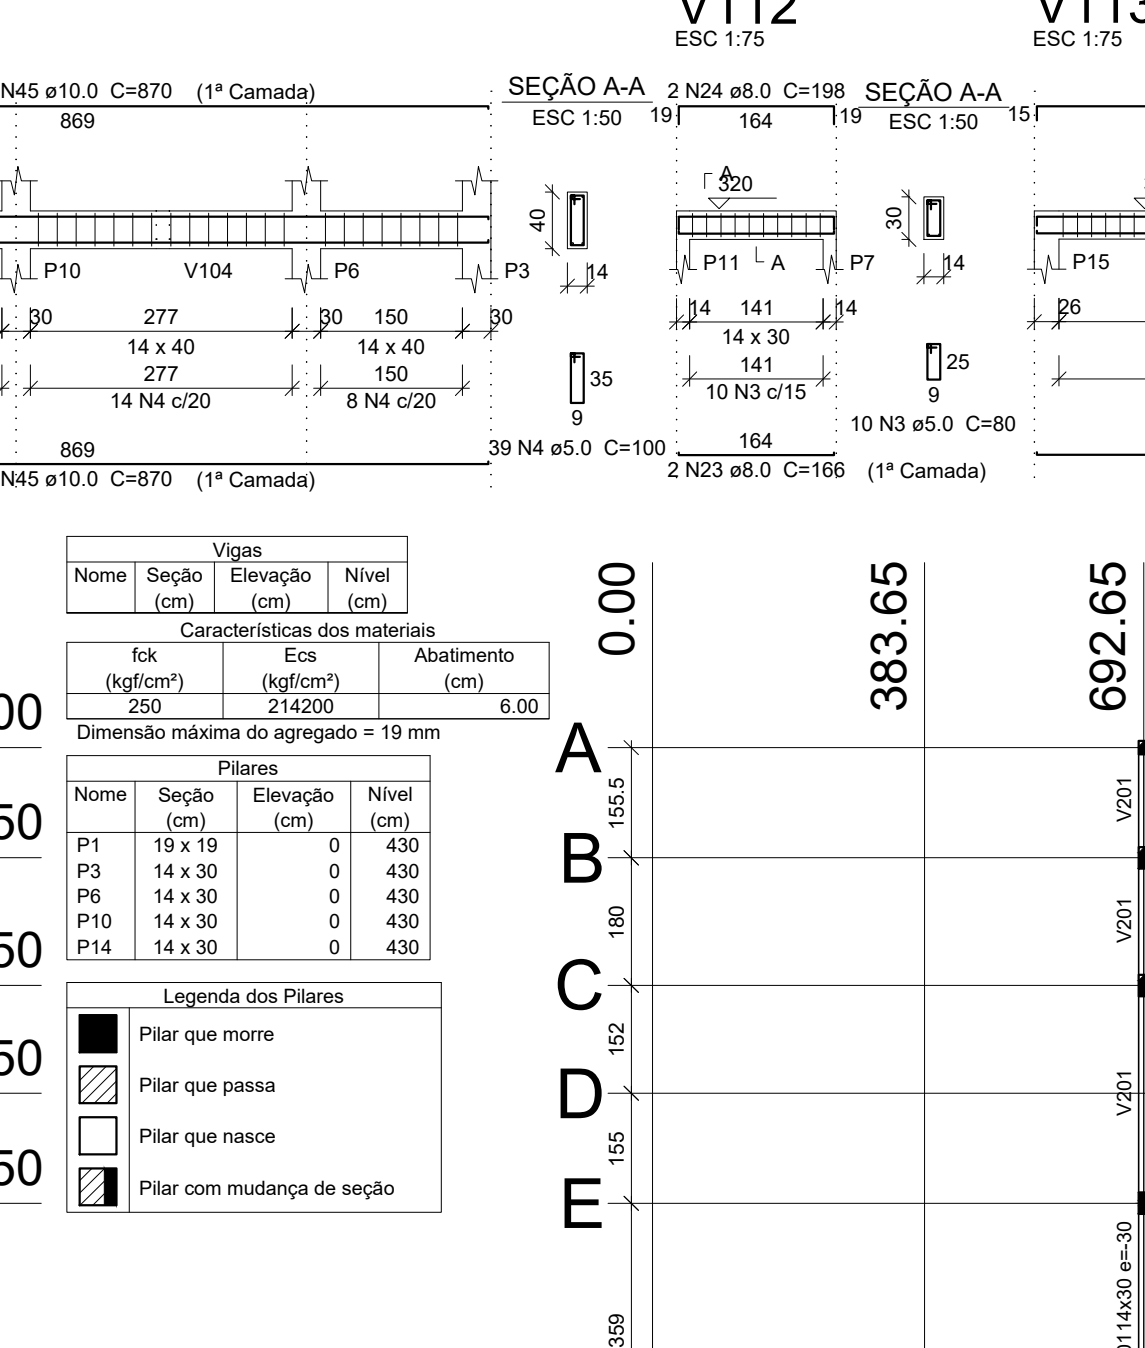 V112
ESC 1:75
V113
ESC 1:75
N45 ø10.0 C=870 (1ª Camada)
869
SEÇÃO A-A
ESC 1:50
2 N24 ø8.0 C=198
19
164
19
SEÇÃO A-A
ESC 1:50
15
A
320
40
14
30
14
P10
V104
P6
P3
P11
A
P7
P15
30
277
30
150
30
14 x 40
14 x 40
277
150
14 N4 c/20
8 N4 c/20
14
141
14
14 x 30
141
10 N3 c/15
26
35
9
39 N4 ø5.0 C=100
25
9
10 N3 ø5.0 C=80
869
N45 ø10.0 C=870 (1ª Camada)
164
2 N23 ø8.0 C=166 (1ª Camada)
Vigas
Nome Seção Elevação Nível
(cm) (cm) (cm)
Características dos materiais
fck Ecs Abatimento
(kgf/cm²) (kgf/cm²) (cm)
250 214200 6.00
Dimensão máxima do agregado = 19 mm
Pilares
Nome Seção Elevação Nível
(cm) (cm) (cm)
P1 19 x 19 0 430
P3 14 x 30 0 430
P6 14 x 30 0 430
P10 14 x 30 0 430
P14 14 x 30 0 430
Legenda dos Pilares
Pilar que morre
Pilar que passa
Pilar que nasce
Pilar com mudança de seção
00
50
50
50
50
0.00
383.65
692.65
A
155.5
V201
B
180
V201
C
152
D
V201
155
E
359
114x30 e=-30